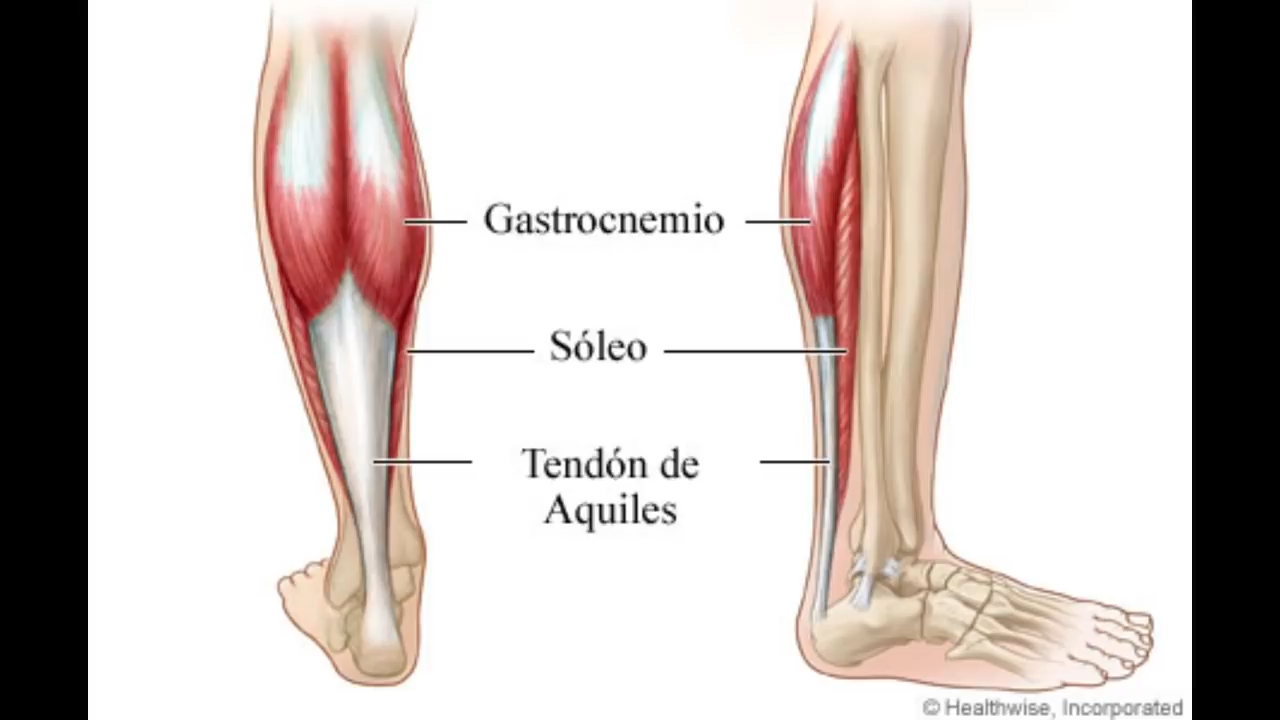 Gastrocnemio
Sóleo
Tendón de
Aquiles
© Healthwise, Incorporated